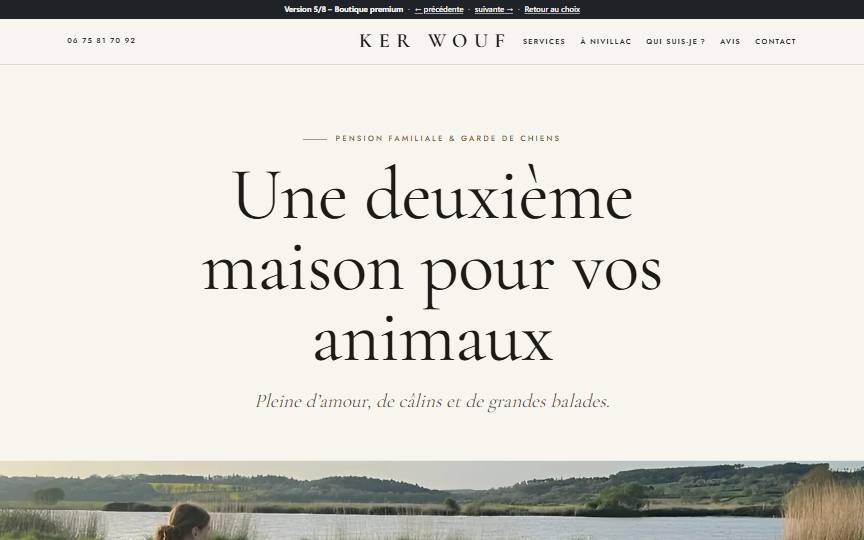 Version 5/8 – Boutique premium · ← précédente · suivante → · Retour au choix
06 75 81 70 92 KER WOUF SERVICES À NIVILLAC QUI SUIS-JE ? AVIS CONTACT
PENSION FAMILIALE & GARDE DE CHIENS
Une deuxième
maison pour vos
animaux
Pleine d’amour, de câlins et de grandes balades.